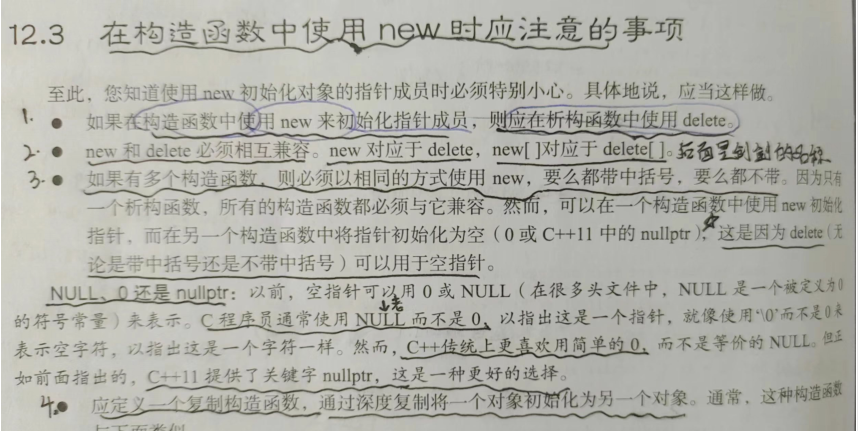 12.3 在构造函数中使用 new 时应注意的事项
至此，您知道使用 new 初始化对象的指针成员时必须特别小心。具体地说，应当这样做。
1. ● 如果在构造函数中使用 new 来初始化指针成员，则应在析构函数中使用 delete。
2. ● new 和 delete 必须相互兼容。new 对应于 delete，new[ ]对应于 delete[ ]。后面是
3. ● 如果有多个构造函数，则必须以相同的方式使用 new，要么都带中括号，要么都不带。因为只有
一个析构函数，所有的构造函数都必须与它兼容。然而，可以在一个构造函数中使用 new 初始化
指针，而在另一个构造函数中将指针初始化为空（0 或 C++11 中的 nullptr），这是因为 delete（无
论是带中括号还是不带中括号）可以用于空指针。
NULL、0 还是 nullptr：以前，空指针可以用 0 或 NULL（在很多头文件中，NULL 是一个被定义为0
的符号常量）来表示。C 程序员通常使用 NULL 而不是 0，以指出这是一个指针，就像使用‘\0’而不是 0 来
表示空字符，以指出这是一个字符一样。然而，C++传统上更喜欢用简单的 0，而不是等价的 NULL。但正
如前面指出的，C++11 提供了关键字 nullptr，这是一种更好的选择。
4. ● 应定义一个复制构造函数，通过深度复制将一个对象初始化为另一个对象。通常，这种构造函数
与下面类似